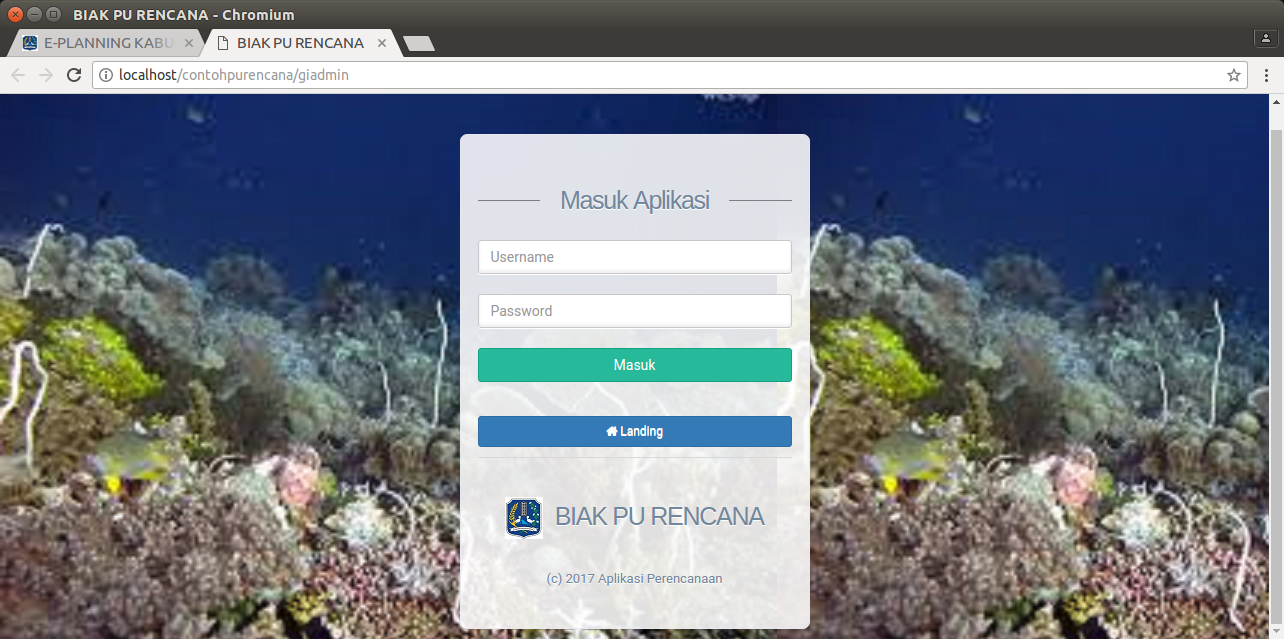 BIAK PU RENCANA - Chromium
E-PLANNING KABU
BIAK PU RENCANA
localhost/contohpurencana/giadmin
Masuk Aplikasi
Username
Password
Masuk
Landing
BIAK PU RENCANA
(c) 2017 Aplikasi Perencanaan